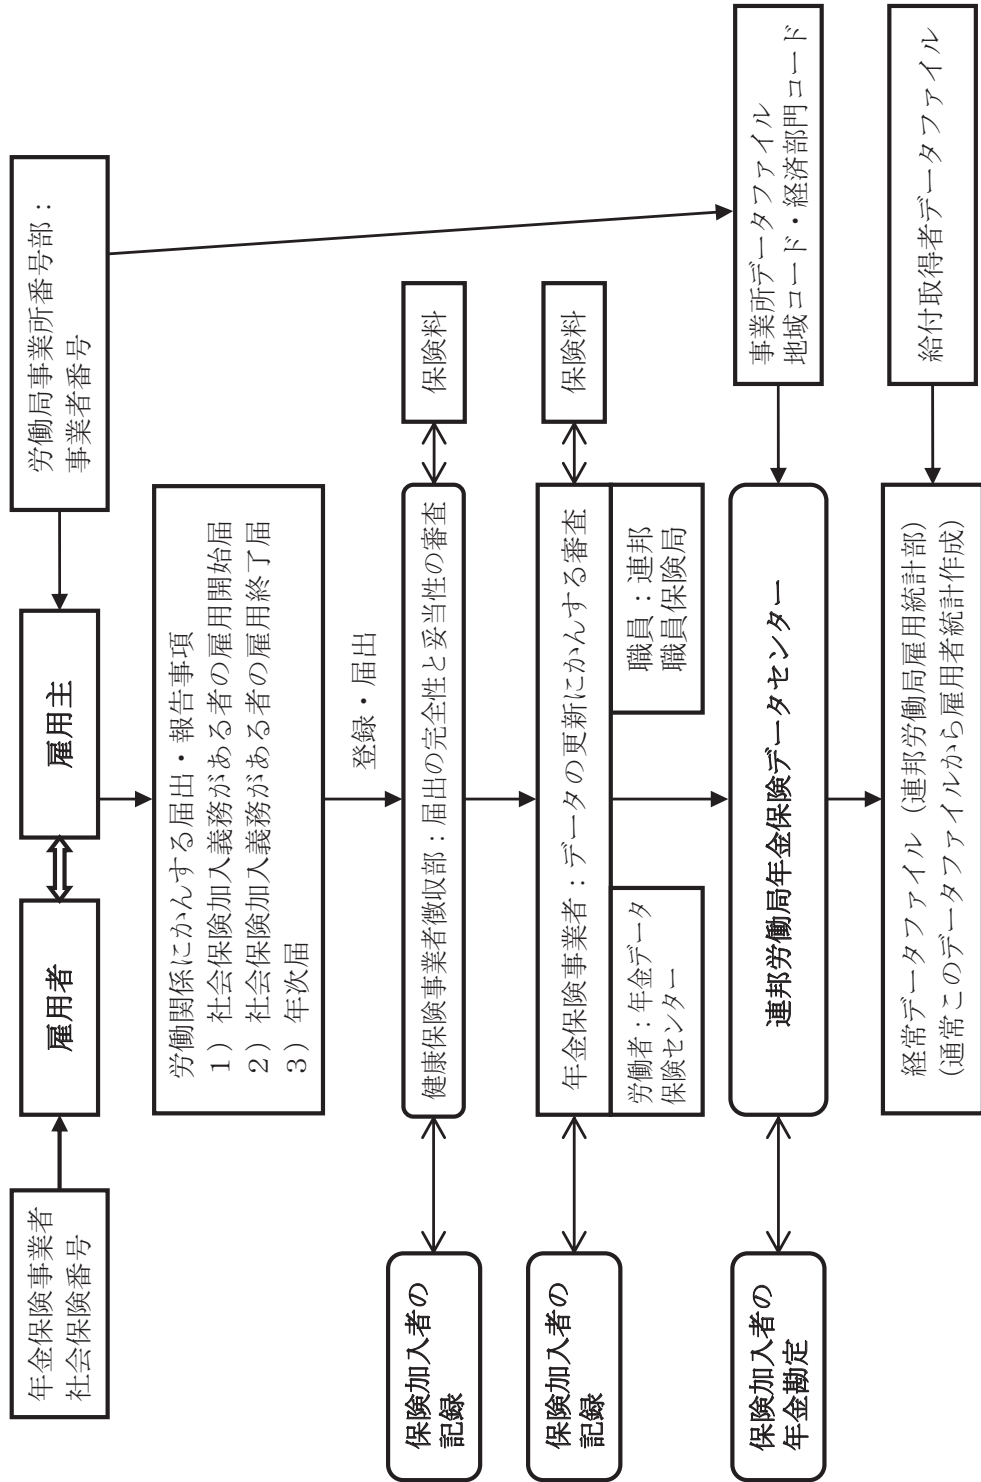 年金保険事業者
社会保険番号
雇用者
雇用主
労働局事業所番号部：
事業者番号
労働関係にかんする届出・報告事項
１）社会保険加入義務がある者の雇用開始届
２）社会保険加入義務がある者の雇用終了届
３）年次届
登録・届出
保険加入者の
記録
健康保険事業者徴収部：届出の完全性と妥当性の審査
保険料
保険加入者の
記録
年金保険事業者：データの更新にかんする審査
労働者：年金データ
保険センター
職員：連邦
職員保険局
保険料
保険加入者の
年金勘定
連邦労働局年金保険データセンター
事業所データファイル
地域コード・経済部門コード
経常データファイル（連邦労働局雇用統計部）
(通常このデータファイルから雇用者統計作成)
給付取得者データファイル